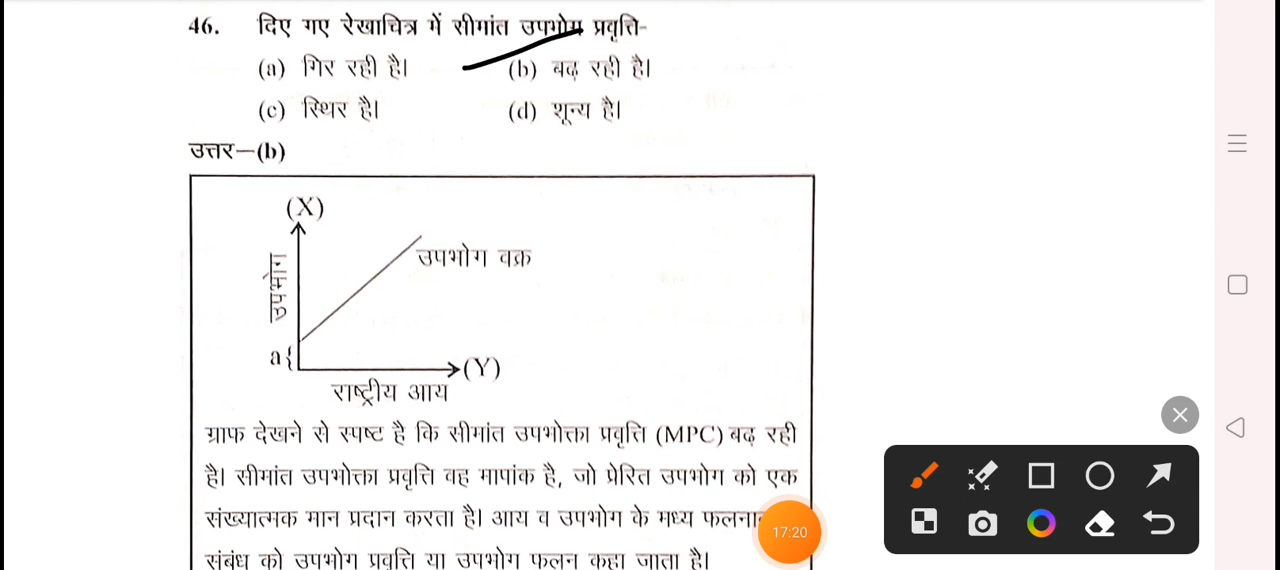 46. दिए गए रेखाचित्र में सीमांत उपभोग प्रवृत्ति-
(a) गिर रही है। (b) बढ़ रही है।
(c) स्थिर है। (d) शून्य है।
उत्तर—(b)
(X)
उपभोग
उपभोग वक्र
a{
(Y)
राष्ट्रीय आय
ग्राफ देखने से स्पष्ट है कि सीमांत उपभोक्ता प्रवृत्ति (MPC) बढ़ रही
है। सीमांत उपभोक्ता प्रवृत्ति वह मापांक है, जो प्रेरित उपभोग को एक
संख्यात्मक मान प्रदान करता है। आय व उपभोग के मध्य
संबंध को उपभोग प्रवृत्ति या उपभोग फलन कहा जाता है।
17:20